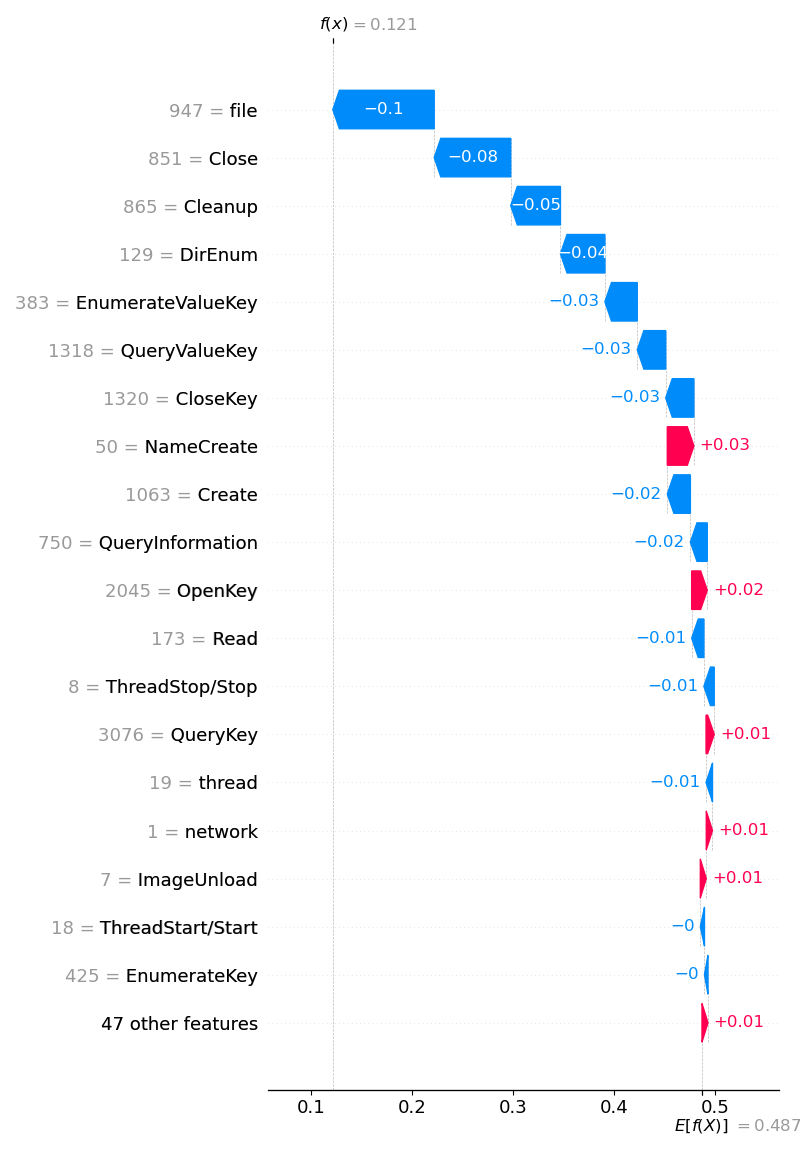 f(x) = 0.121
947 = file −0.1
851 = Close −0.08
865 = Cleanup −0.05
129 = DirEnum −0.04
383 = EnumerateValueKey −0.03
1318 = QueryValueKey −0.03
1320 = CloseKey −0.03
50 = NameCreate +0.03
1063 = Create −0.02
750 = QueryInformation −0.02
2045 = OpenKey +0.02
173 = Read −0.01
8 = ThreadStop/Stop −0.01
3076 = QueryKey +0.01
19 = thread −0.01
1 = network +0.01
7 = ImageUnload +0.01
18 = ThreadStart/Start −0
425 = EnumerateKey −0
47 other features +0.01
0.1 0.2 0.3 0.4 0.5
E[f(X)] = 0.487